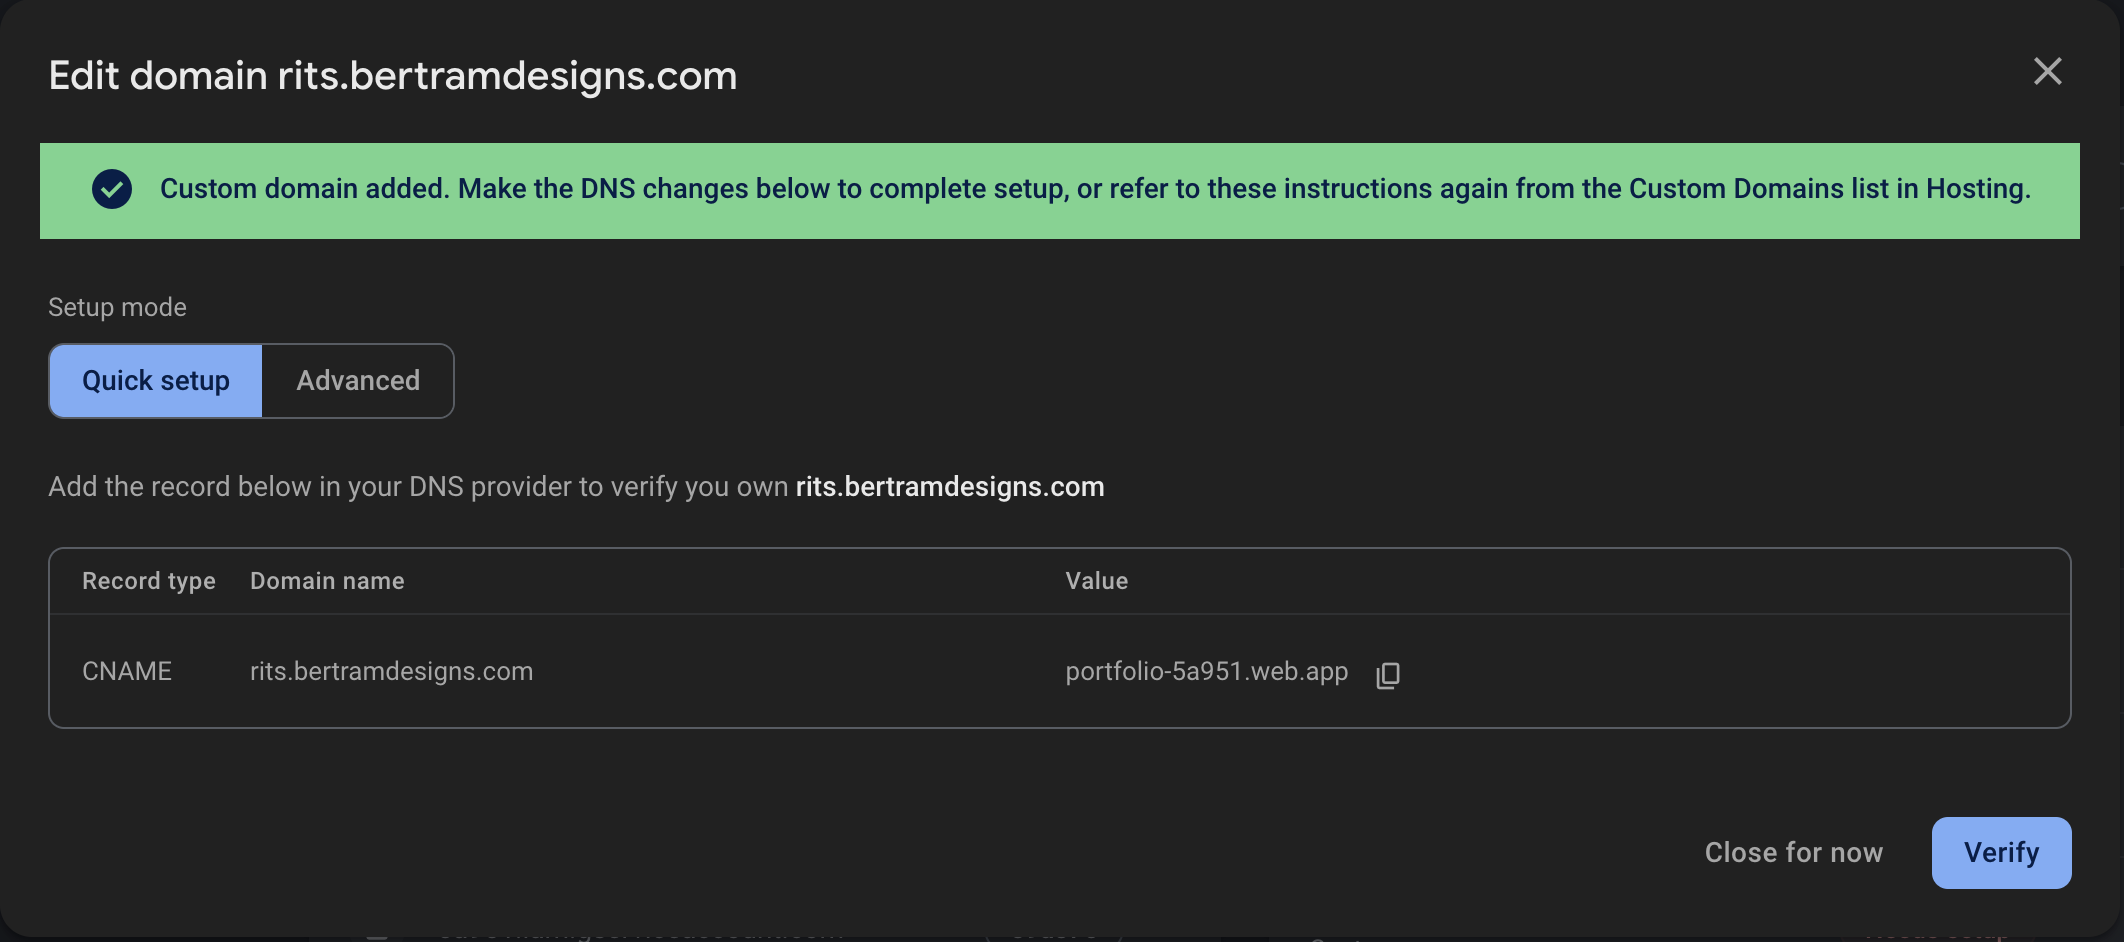 Edit domain rits.bertramdesigns.com
Custom domain added. Make the DNS changes below to complete setup, or refer to these instructions again from the Custom Domains list in Hosting.
Setup mode
Quick setup Advanced
Add the record below in your DNS provider to verify you own rits.bertramdesigns.com
Record type Domain name Value
CNAME rits.bertramdesigns.com portfolio-5a951.web.app
Close for now Verify